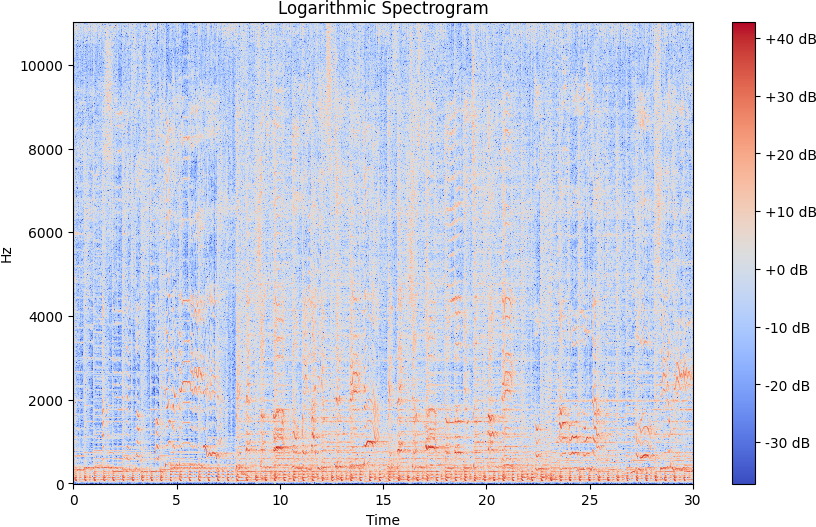 Logarithmic Spectrogram
Hz
10000
8000
6000
4000
2000
0
0 5 10 15 20 25 30
Time
+40 dB
+30 dB
+20 dB
+10 dB
+0 dB
-10 dB
-20 dB
-30 dB